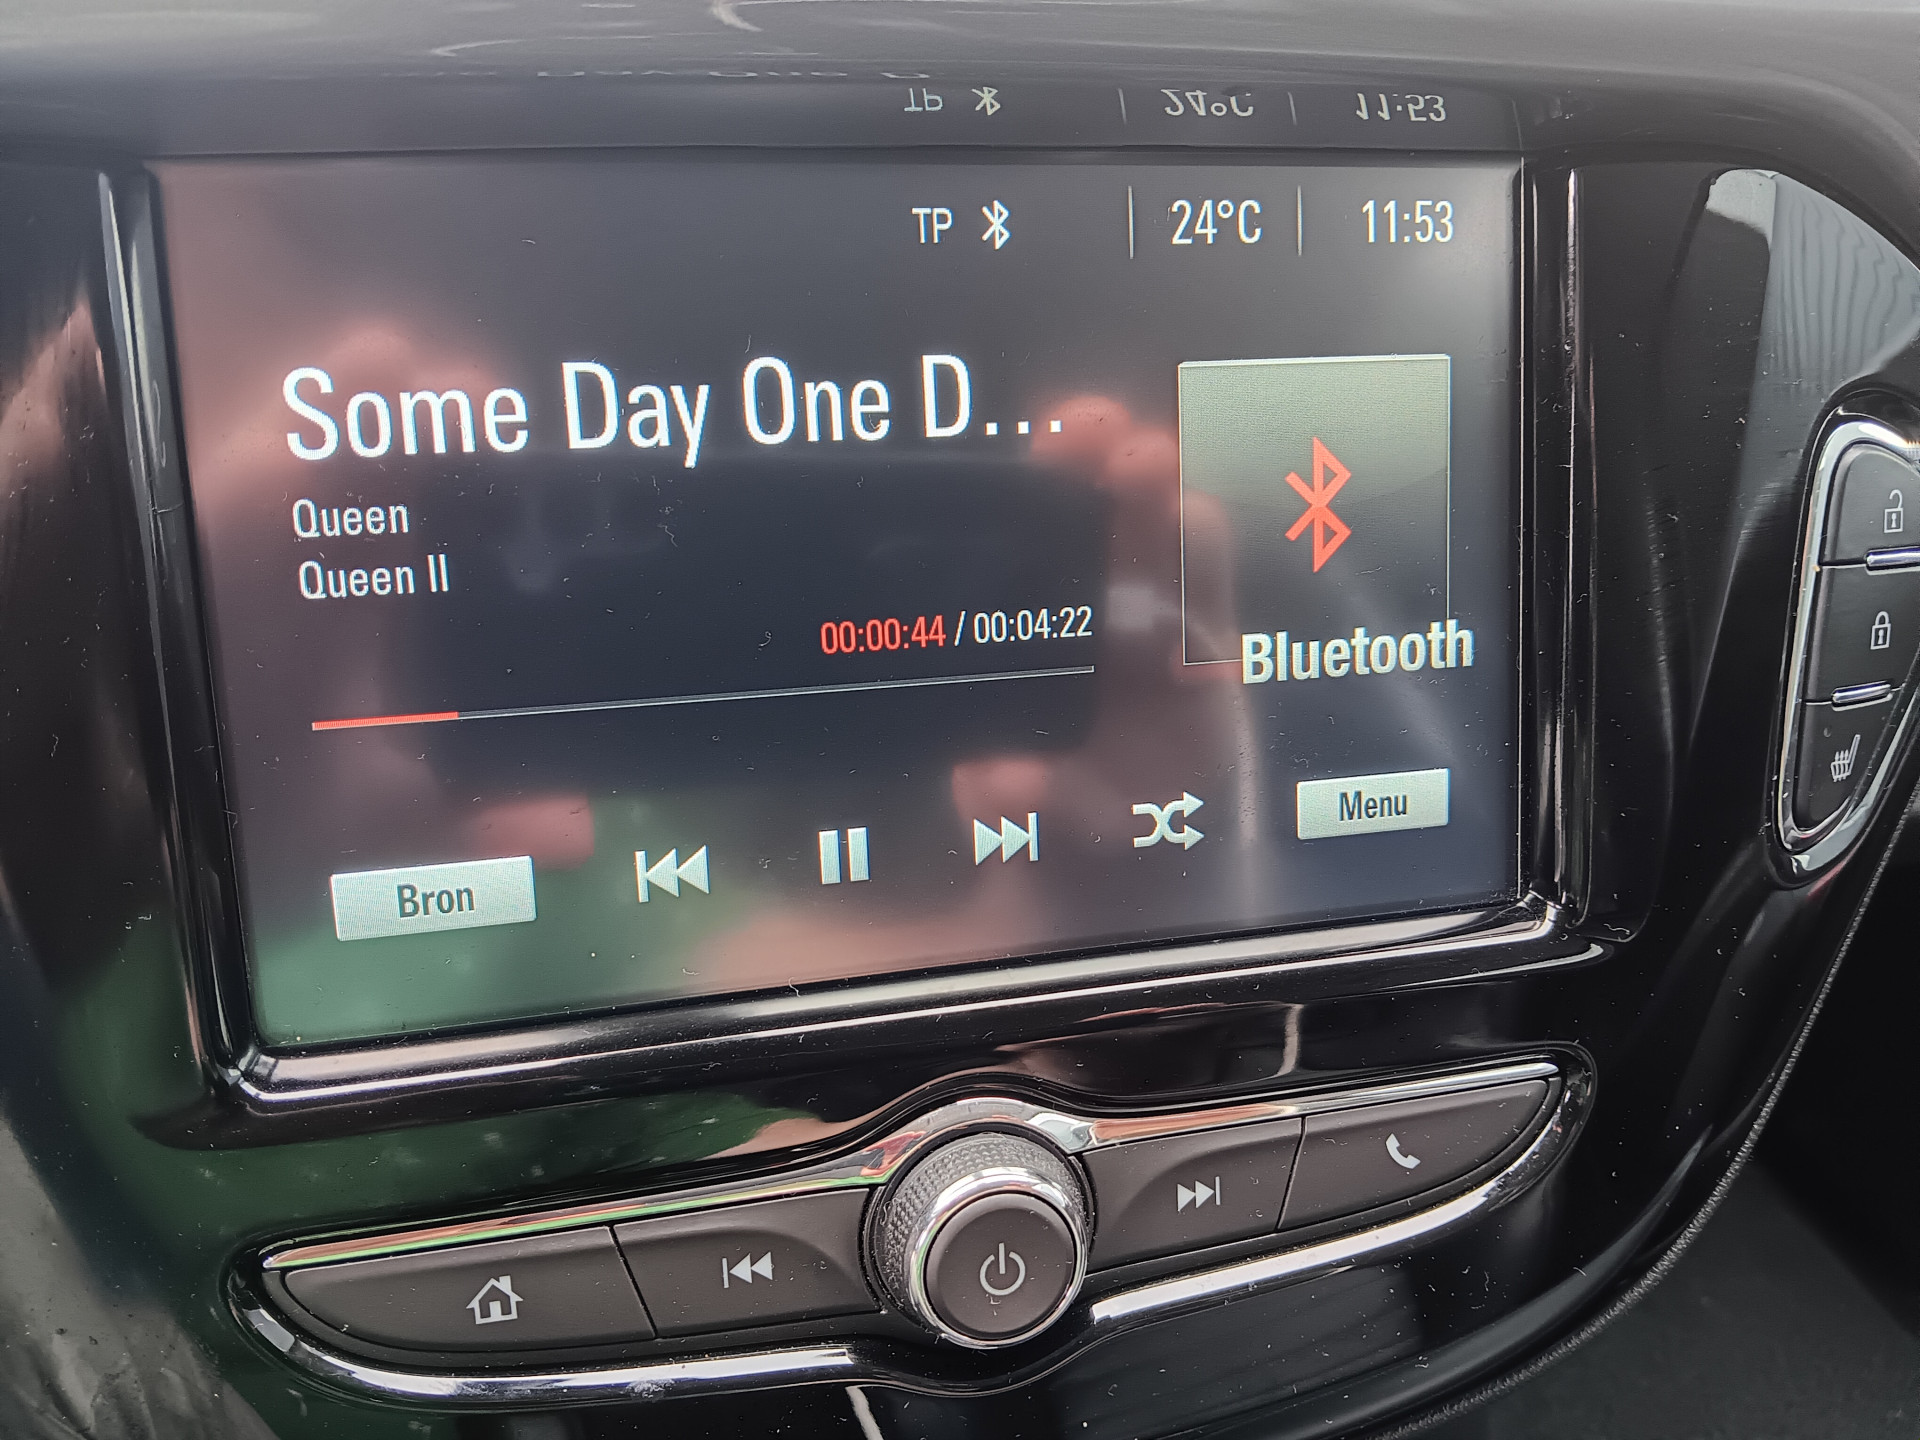 TP 24°C 11:53
Some Day One D...
Queen
Queen II
00:00:44 / 00:04:22
Bluetooth
Bron
Menu